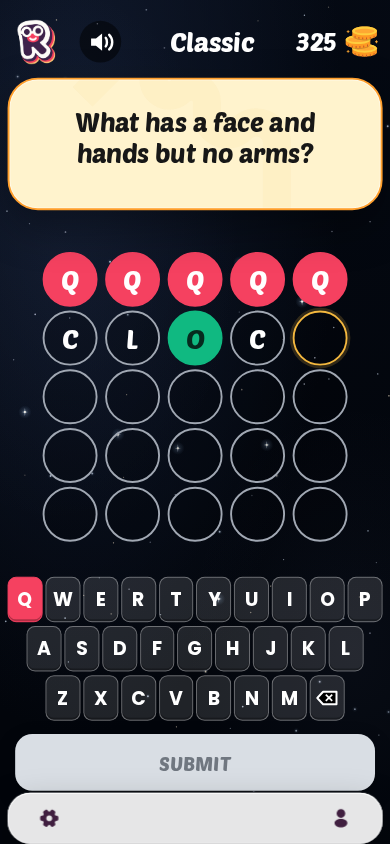 R
Classic
325
What has a face and
hands but no arms?
Q Q Q Q Q
C L O C
Q W E R T Y U I O P
A S D F G H J K L
Z X C V B N M
SUBMIT